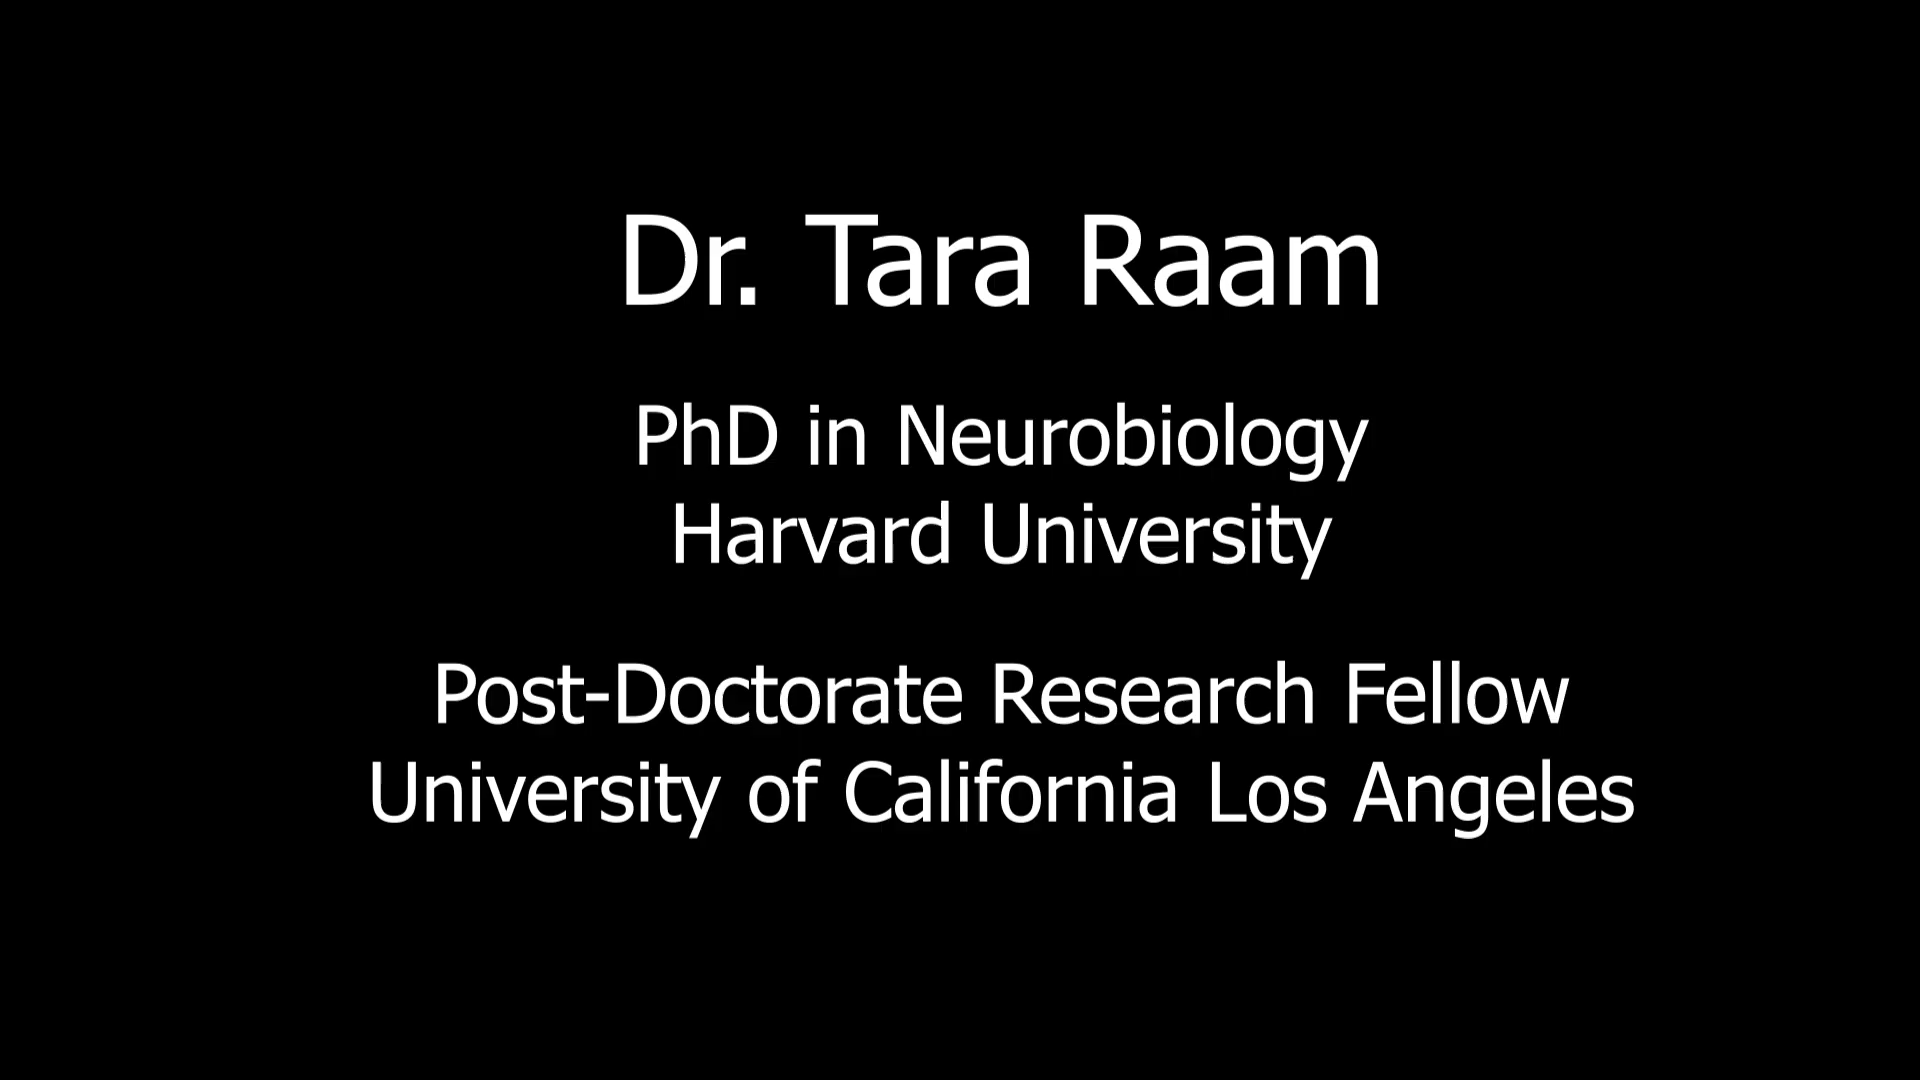 Dr. Tara Raam
PhD in Neurobiology
Harvard University
Post-Doctorate Research Fellow
University of California Los Angeles